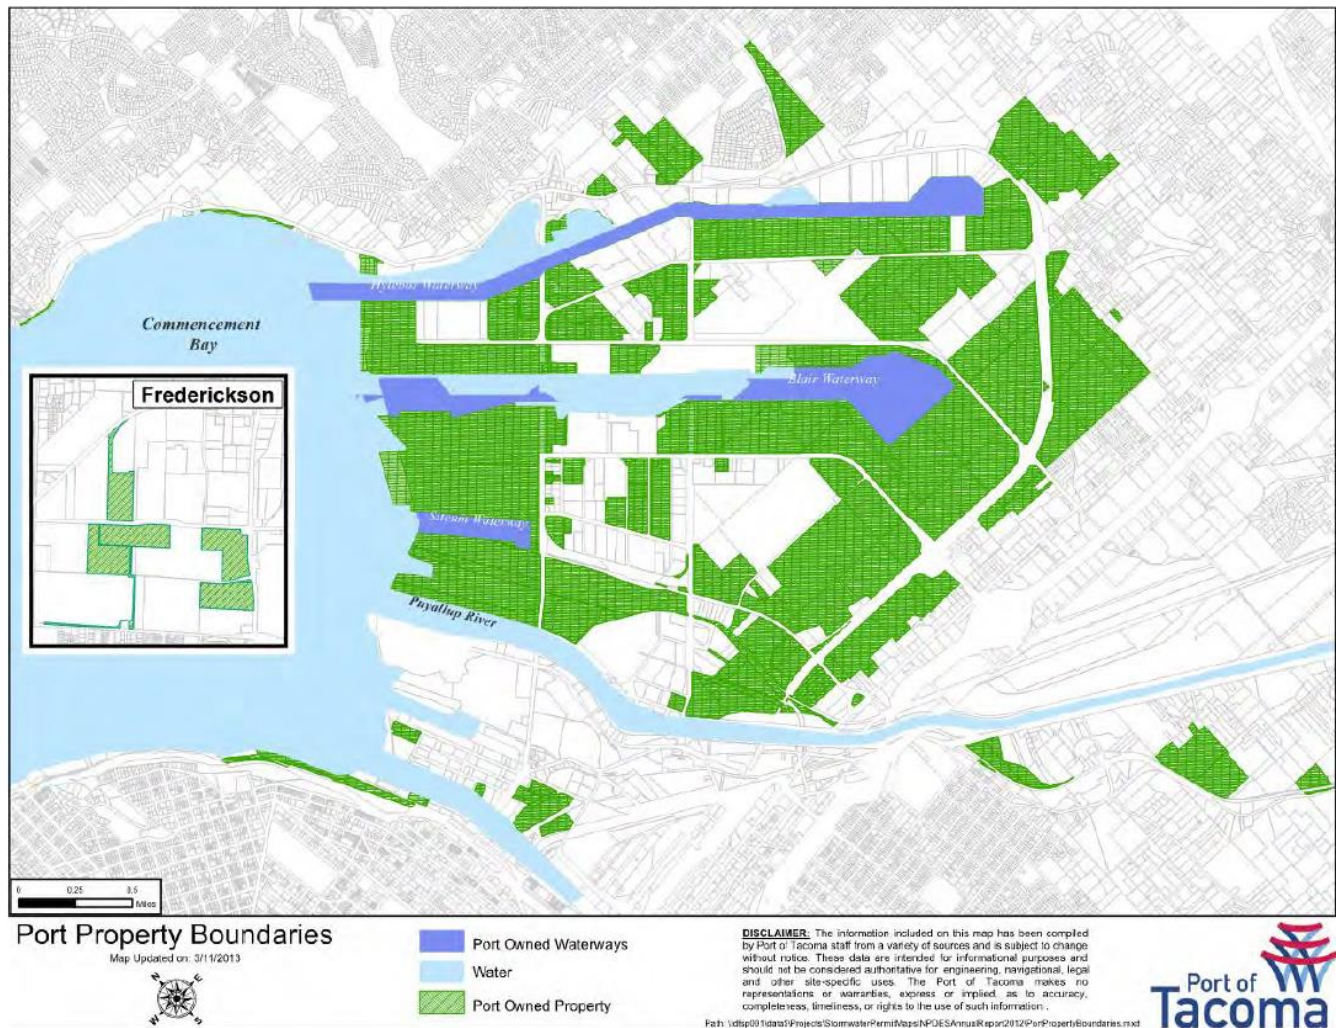 Hylebos Waterway
Commencement
Bay
Blair Waterway
Frederickson
Sitcum Waterway
Puyallup River
0 0.25 0.5
Miles
Port Property Boundaries
Map Updated on: 3/11/2013
N
E
W
S
Port Owned Waterways
Water
Port Owned Property
DISCLAIMER: The information included on this map has been compiled
by Port of Tacoma staff from a variety of sources and is subject to change
without notice. These data are intended for informational purposes and
should not be considered authoritative for engineering, navigational, legal
and other site-specific uses. The Port of Tacoma makes no
representations or warranties, express or implied, as to accuracy,
completeness, timeliness, or rights to the use of such information.
Port of
Tacoma